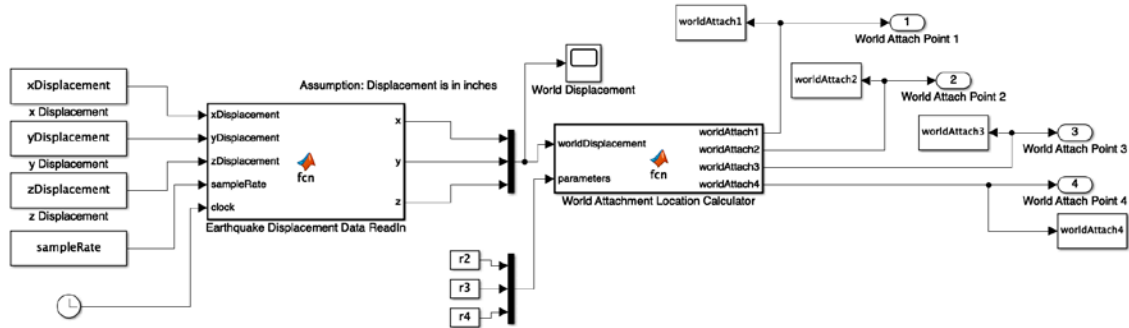 worldAttach1
1
World Attach Point 1
worldAttach2
2
World Attach Point 2
worldAttach3
3
World Attach Point 3
4
World Attach Point 4
worldAttach4
World Displacement
Assumption: Displacement is in inches
xDisplacement
x Displacement
yDisplacement
y Displacement
zDisplacement
z Displacement
sampleRate
xDisplacement
yDisplacement
zDisplacement
sampleRate
clock
fcn
x
y
z
Earthquake Displacement Data ReadIn
worldDisplacement
parameters
fcn
worldAttach1
worldAttach2
worldAttach3
worldAttach4
World Attachment Location Calculator
r2
r3
r4